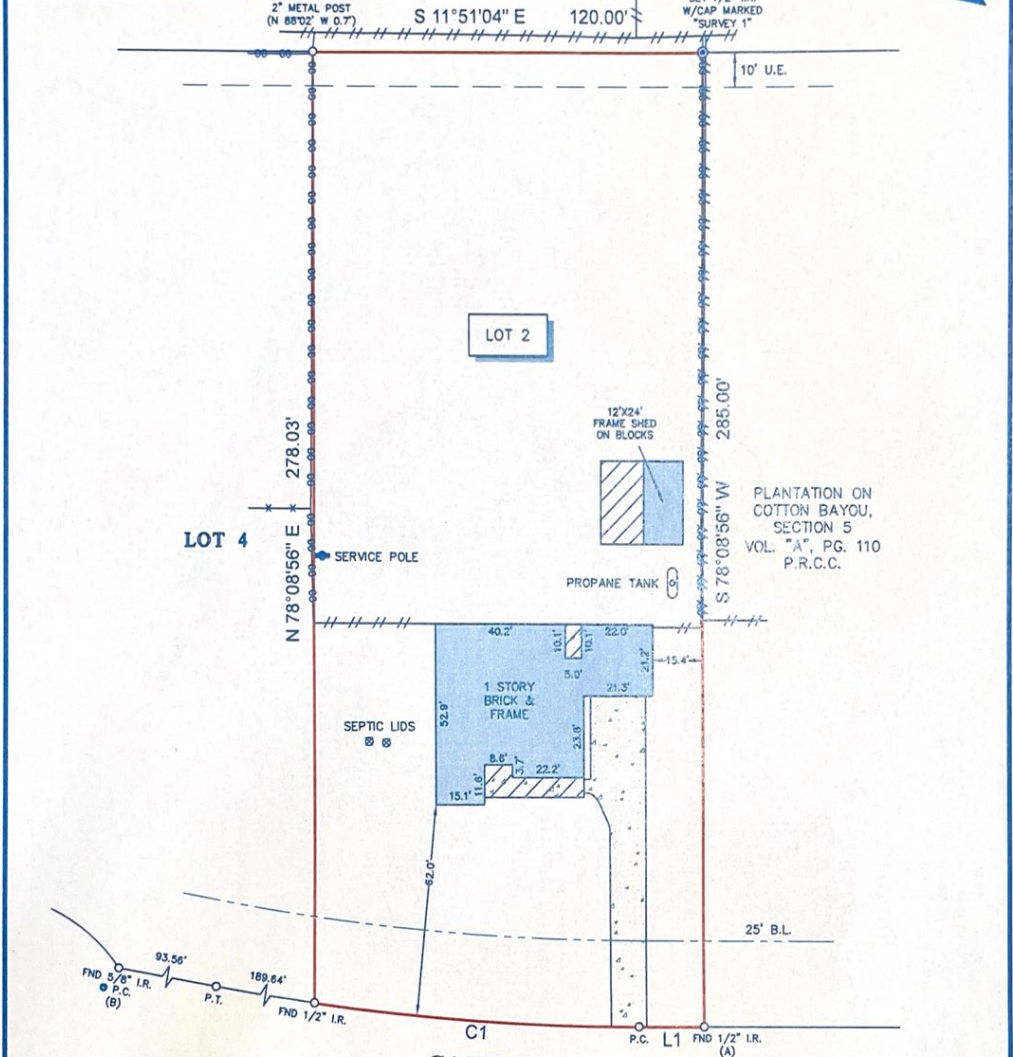 2" METAL POST
(N 88°02' W 0.7')
S 11°51'04" E 120.00'
W/CAP MARKED
"SURVEY 1"
10' U.E.
LOT 2
12'X24'
FRAME SHED
ON BLOCKS
N 78°08'56" E 278.03'
S 78°08'56" W 285.00'
PLANTATION ON
COTTON BAYOU,
SECTION 5
VOL. "A", PG. 110
P.R.C.C.
LOT 4
SERVICE POLE
PROPANE TANK
40.2'
10.1'
10.1'
22.0'
5.0'
21.2'
15.4'
21.3'
1 STORY
BRICK &
FRAME
52.9'
23.8'
SEPTIC LIDS
8.6'
3.7'
22.2'
15.1'
11.6'
62.0'
25' B.L.
93.56'
189.64'
FND 5/8" I.R.
P.C.
(B)
P.T.
FND 1/2" I.R.
C1
P.C.
L1
FND 1/2" I.R.
(A)